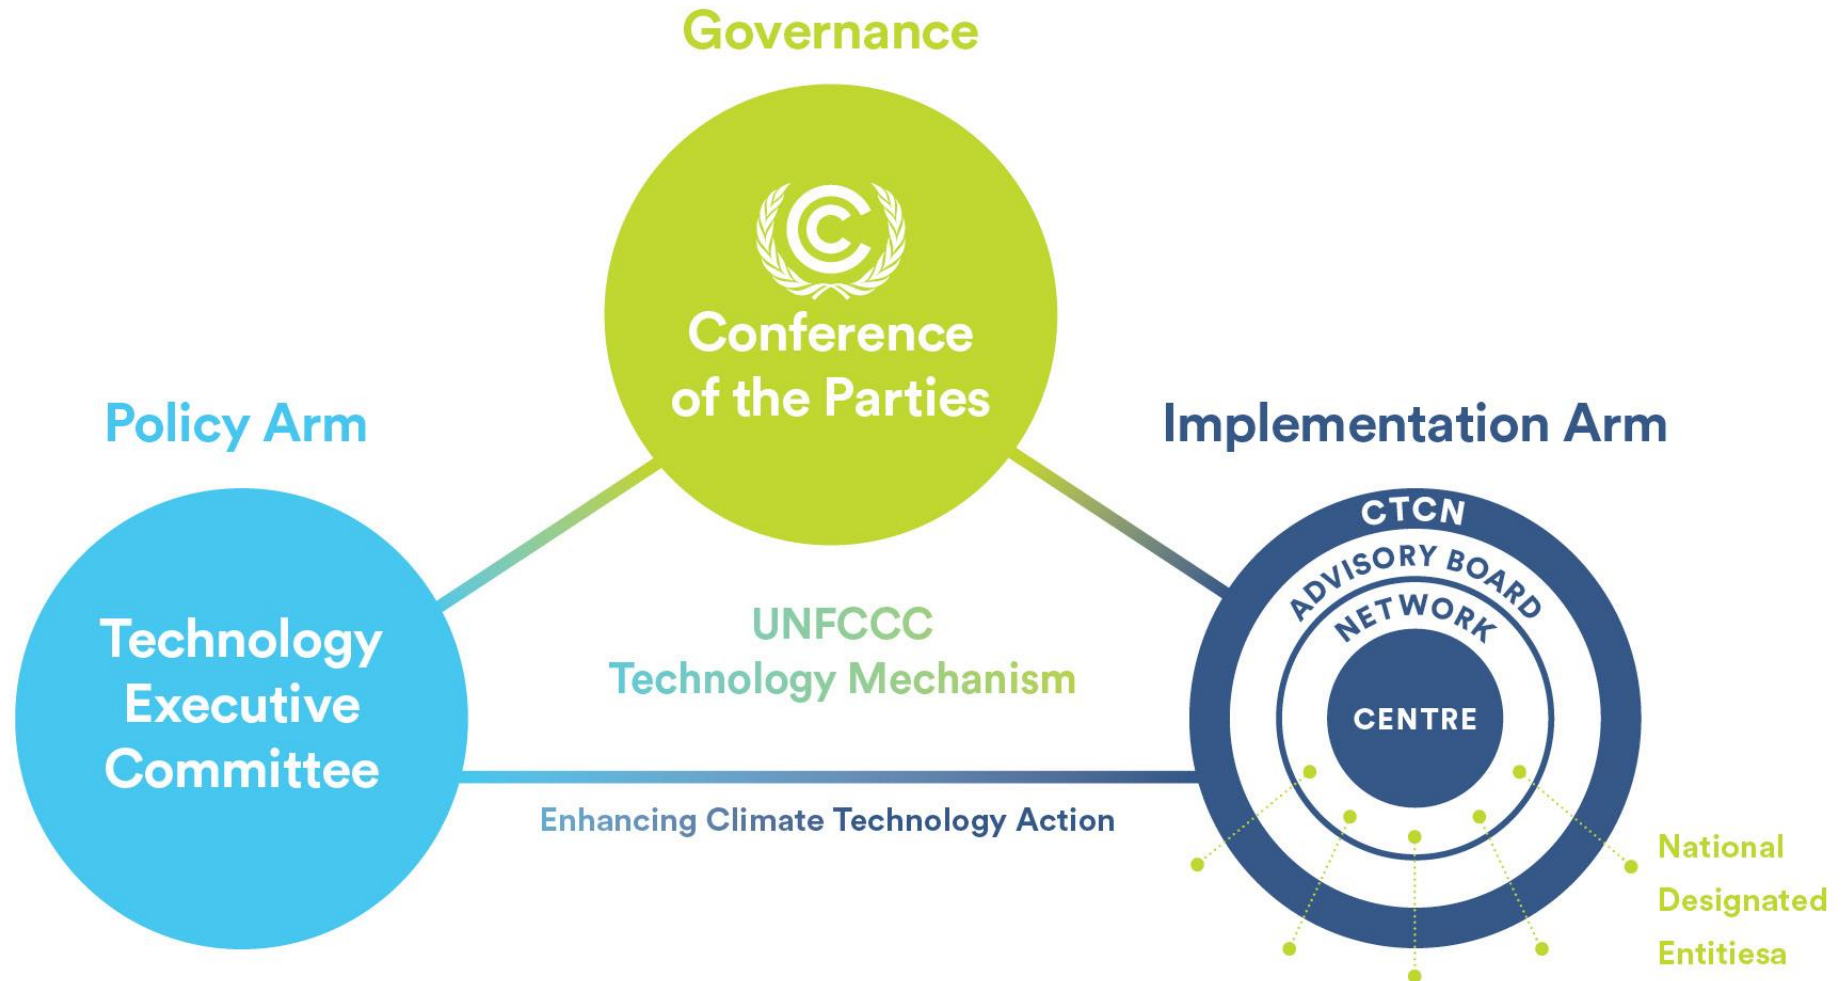 Governance
Conference
of the Parties
Policy Arm
Implementation Arm
Technology
Executive
Committee
UNFCCC
Technology Mechanism
Enhancing Climate Technology Action
CTCN
ADVISORY BOARD
NETWORK
CENTRE
National
Designated
Entitiesa